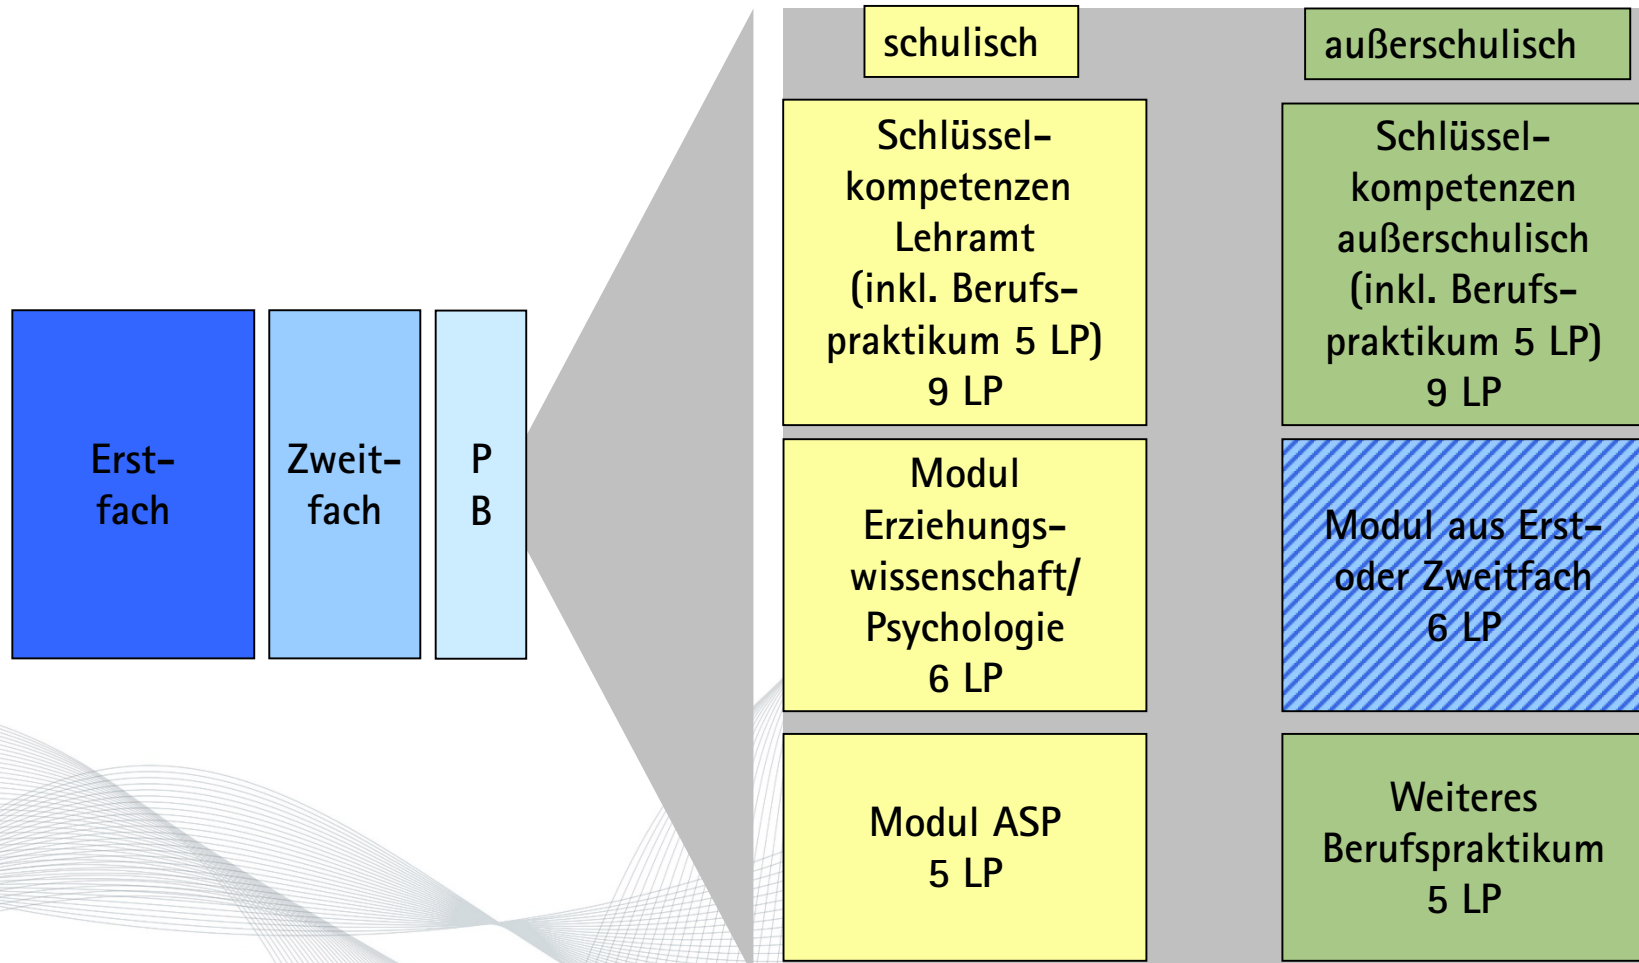 Erst-
fach
Zweit-
fach
P
B
schulisch
Schlüssel-
kompetenzen
Lehramt
(inkl. Berufs-
praktikum 5 LP)
9 LP
Modul
Erziehungs-
wissenschaft/
Psychologie
6 LP
Modul ASP
5 LP
außerschulisch
Schlüssel-
kompetenzen
außerschulisch
(inkl. Berufs-
praktikum 5 LP)
9 LP
Modul aus Erst-
oder Zweitfach
6 LP
Weiteres
Berufspraktikum
5 LP